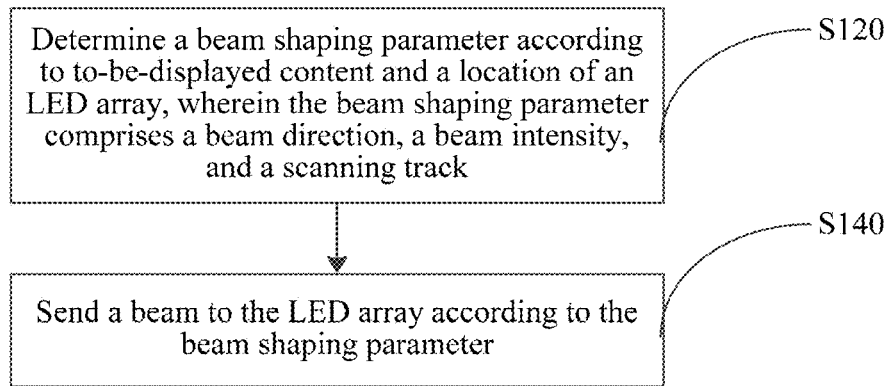 Determine a beam shaping parameter according
to to-be-displayed content and a location of an
LED array, wherein the beam shaping parameter
comprises a beam direction, a beam intensity,
and a scanning track
S120
Send a beam to the LED array according to the
beam shaping parameter
S140